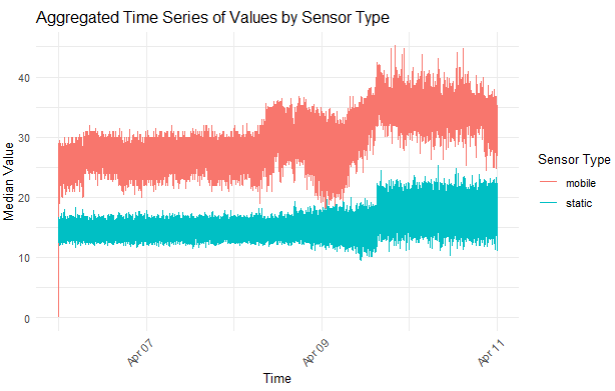 Aggregated Time Series of Values by Sensor Type
40
30
20
10
0
Median Value
Apr 07
Apr 09
Apr 11
Time
Sensor Type
mobile
static